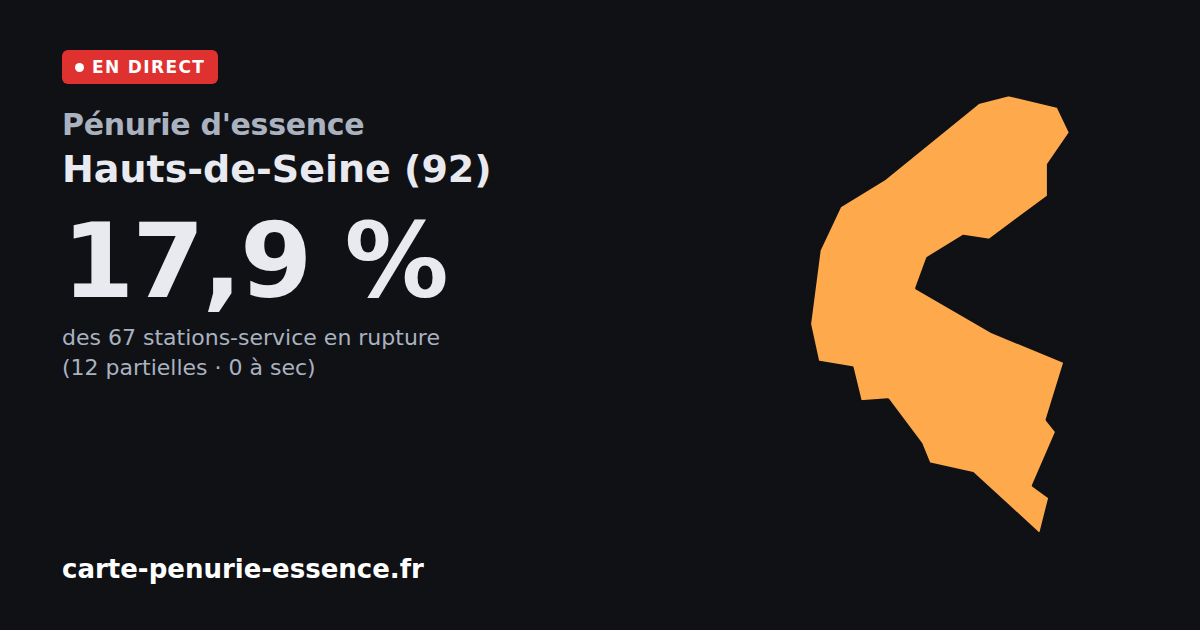 EN DIRECT
Pénurie d'essence
Hauts-de-Seine (92)
17,9 %
des 67 stations-service en rupture
(12 partielles · 0 à sec)
carte-penurie-essence.fr